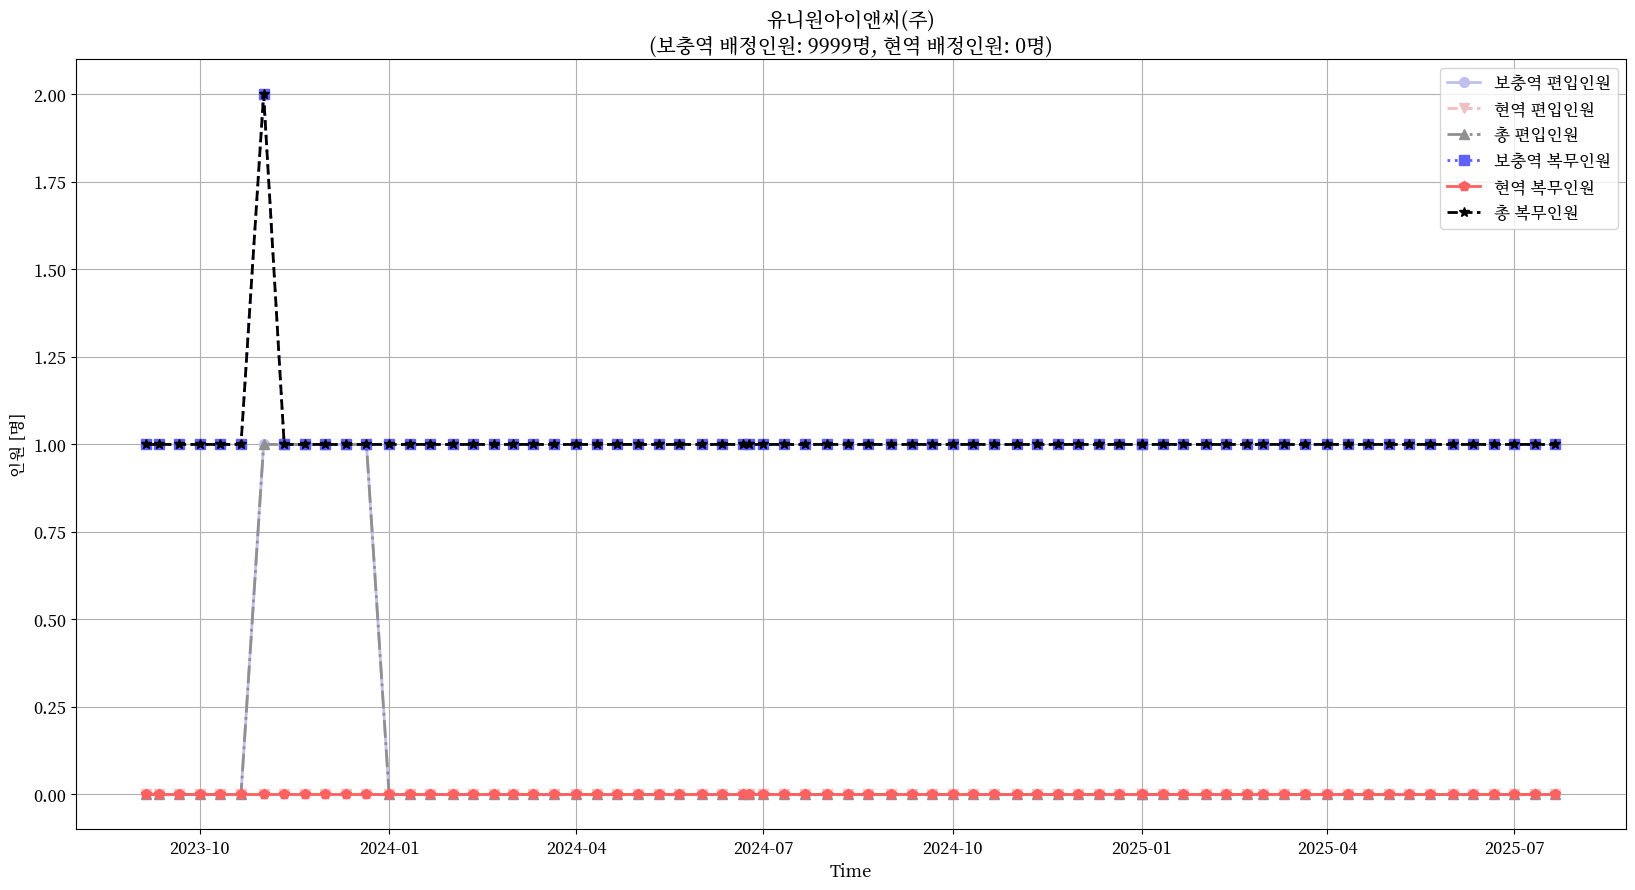 유니원아이앤씨(주)
(보충역 배정인원: 9999명, 현역 배정인원: 0명)
보충역 편입인원
현역 편입인원
총 편입인원
보충역 복무인원
현역 복무인원
총 복무인원
2.00
1.75
1.50
1.25
1.00
0.75
0.50
0.25
0.00
인원 [명]
2023-10
2024-01
2024-04
2024-07
2024-10
2025-01
2025-04
2025-07
Time